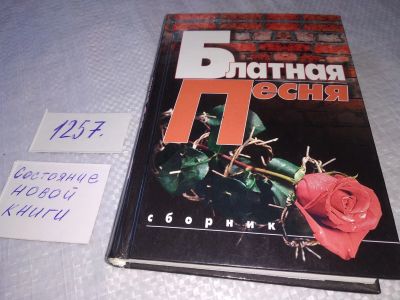 Блатная
Песня
сборник
1257.
Состояние
новой
книги